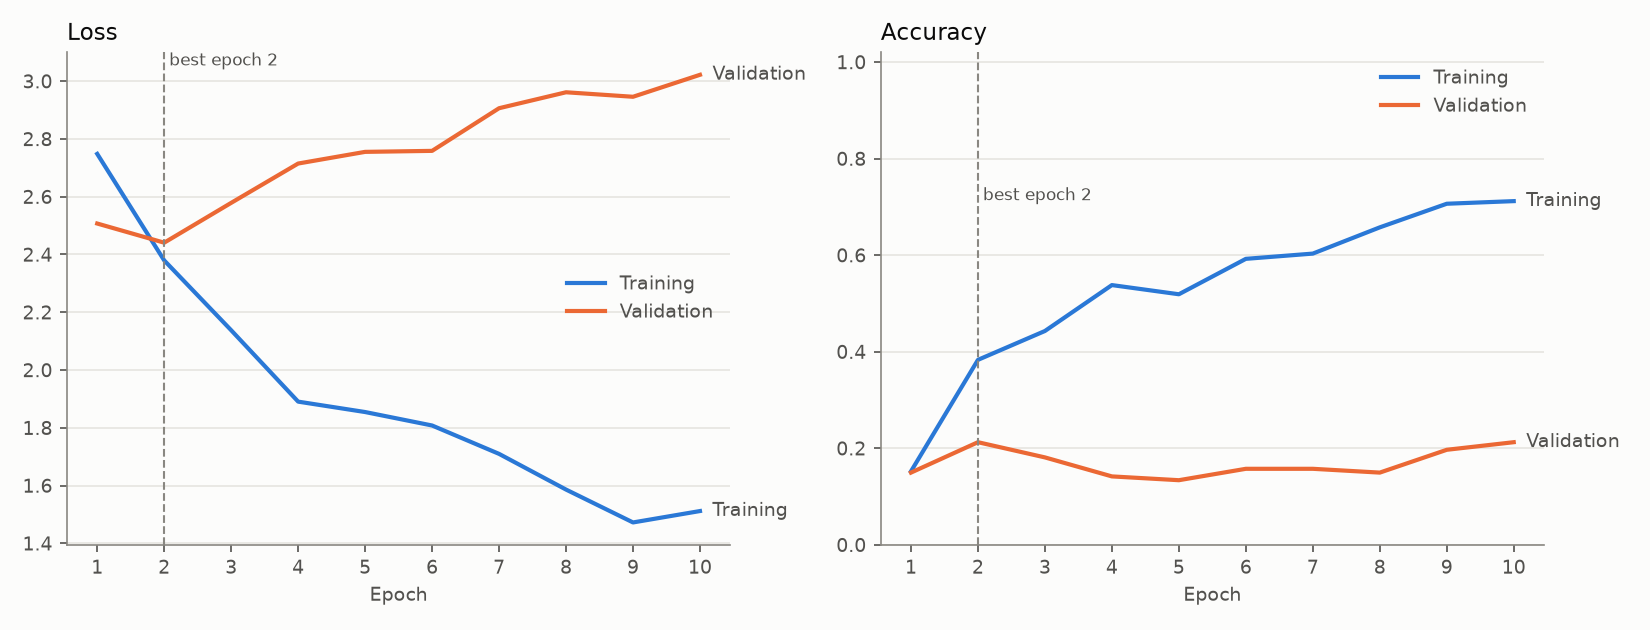 Loss
best epoch 2
3.0
2.8
2.6
2.4
2.2
2.0
1.8
1.6
1.4
Validation
Training
Validation
Training
1 2 3 4 5 6 7 8 9 10
Epoch
Accuracy
1.0
0.8
0.6
0.4
0.2
0.0
Training
Validation
best epoch 2
Training
Validation
1 2 3 4 5 6 7 8 9 10
Epoch